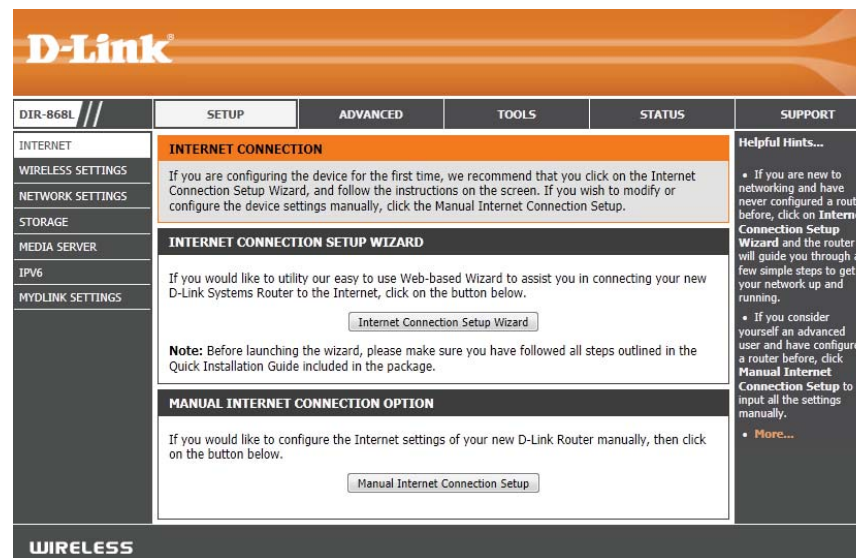 D-Link
DIR-868L
SETUP
ADVANCED
TOOLS
STATUS
SUPPORT
INTERNET
WIRELESS SETTINGS
NETWORK SETTINGS
STORAGE
MEDIA SERVER
IPV6
MYDLINK SETTINGS
INTERNET CONNECTION
If you are configuring the device for the first time, we recommend that you click on the Internet
Connection Setup Wizard, and follow the instructions on the screen. If you wish to modify or
configure the device settings manually, click the Manual Internet Connection Setup.
INTERNET CONNECTION SETUP WIZARD
If you would like to utility our easy to use Web-based Wizard to assist you in connecting your new
D-Link Systems Router to the Internet, click on the button below.
Internet Connection Setup Wizard
Note: Before launching the wizard, please make sure you have followed all steps outlined in the
Quick Installation Guide included in the package.
MANUAL INTERNET CONNECTION OPTION
If you would like to configure the Internet settings of your new D-Link Router manually, then click
on the button below.
Manual Internet Connection Setup
Helpful Hints...
• If you are new to
networking and have
never configured a
before, click on
Connection Setup
Wizard and the router
will guide you through a
few simple steps to get
your network up and
running.
• If you consider
yourself an advanced
user and have
a router before, click
Manual Internet
Connection Setup to
input all the settings
manually.
• More...
WIRELESS